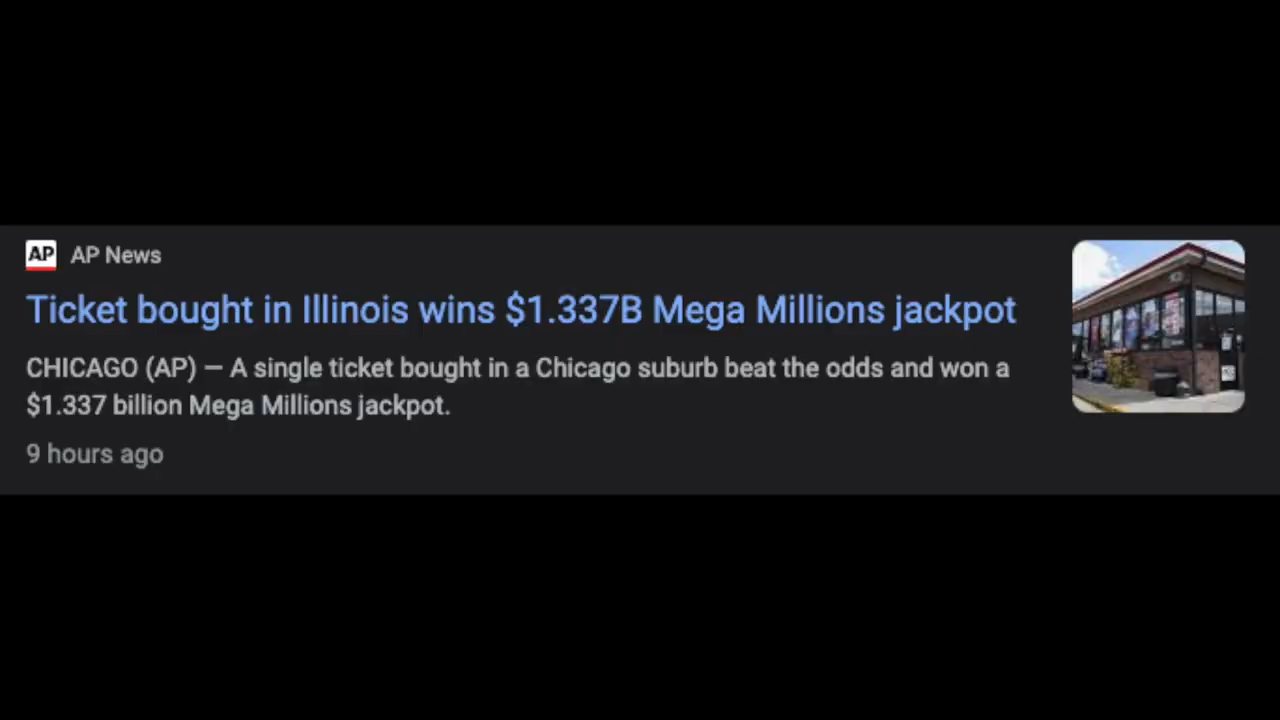 AP AP News
Ticket bought in Illinois wins $1.337B Mega Millions jackpot
CHICAGO (AP) — A single ticket bought in a Chicago suburb beat the odds and won a
$1.337 billion Mega Millions jackpot.
9 hours ago